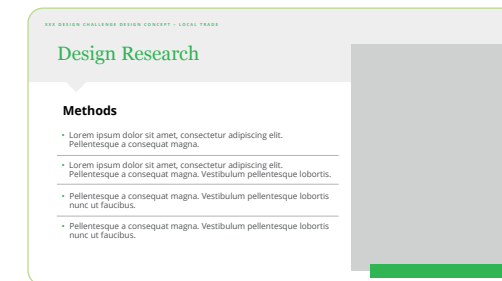 XXX DESIGN CHALLENGE DESIGN CONCEPT – LOCAL TRADE
Design Research
Methods
• Lorem ipsum dolor sit amet, consectetur adipiscing elit.
Pellentesque a consequat magna.
• Lorem ipsum dolor sit amet, consectetur adipiscing elit.
Pellentesque a consequat magna. Vestibulum pellentesque lobortis.
• Pellentesque a consequat magna. Vestibulum pellentesque lobortis
nunc ut faucibus.
• Pellentesque a consequat magna. Vestibulum pellentesque lobortis
nunc ut faucibus.